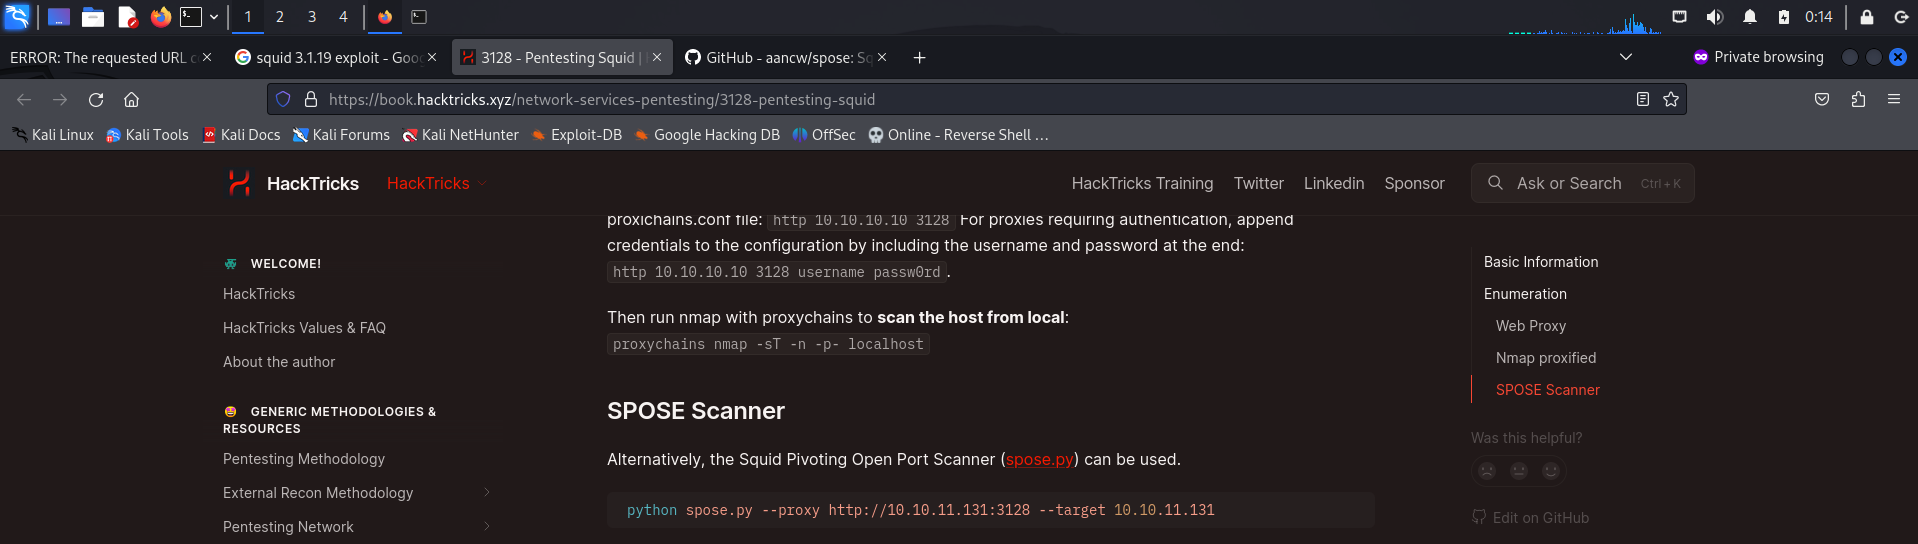 1 2 3 4 0:14
ERROR: The requested URL c
squid 3.1.19 exploit - Goo
3128 - Pentesting Squid |
GitHub - aancw/spose: Sq
Private browsing
https://book.hacktricks.xyz/network-services-pentesting/3128-pentesting-squid
Kali Linux Kali Tools Kali Docs Kali Forums Kali NetHunter Exploit-DB Google Hacking DB OffSec Online - Reverse Shell …
HackTricks HackTricks HackTricks Training Twitter Linkedin Sponsor Ask or Search Ctrl + K
WELCOME!
HackTricks
HackTricks Values & FAQ
About the author
GENERIC METHODOLOGIES &
RESOURCES
Pentesting Methodology
External Recon Methodology
Pentesting Network
proxichains.conf file: http 10.10.10.10 3128 For proxies requiring authentication, append
credentials to the configuration by including the username and password at the end:
http 10.10.10.10 3128 username passw0rd.
Then run nmap with proxychains to scan the host from local:
proxychains nmap -sT -n -p- localhost
SPOSE Scanner
Alternatively, the Squid Pivoting Open Port Scanner (spose.py) can be used.
python spose.py --proxy http://10.10.11.131:3128 --target 10.10.11.131
Basic Information
Enumeration
Web Proxy
Nmap proxified
SPOSE Scanner
Was this helpful?
Edit on GitHub